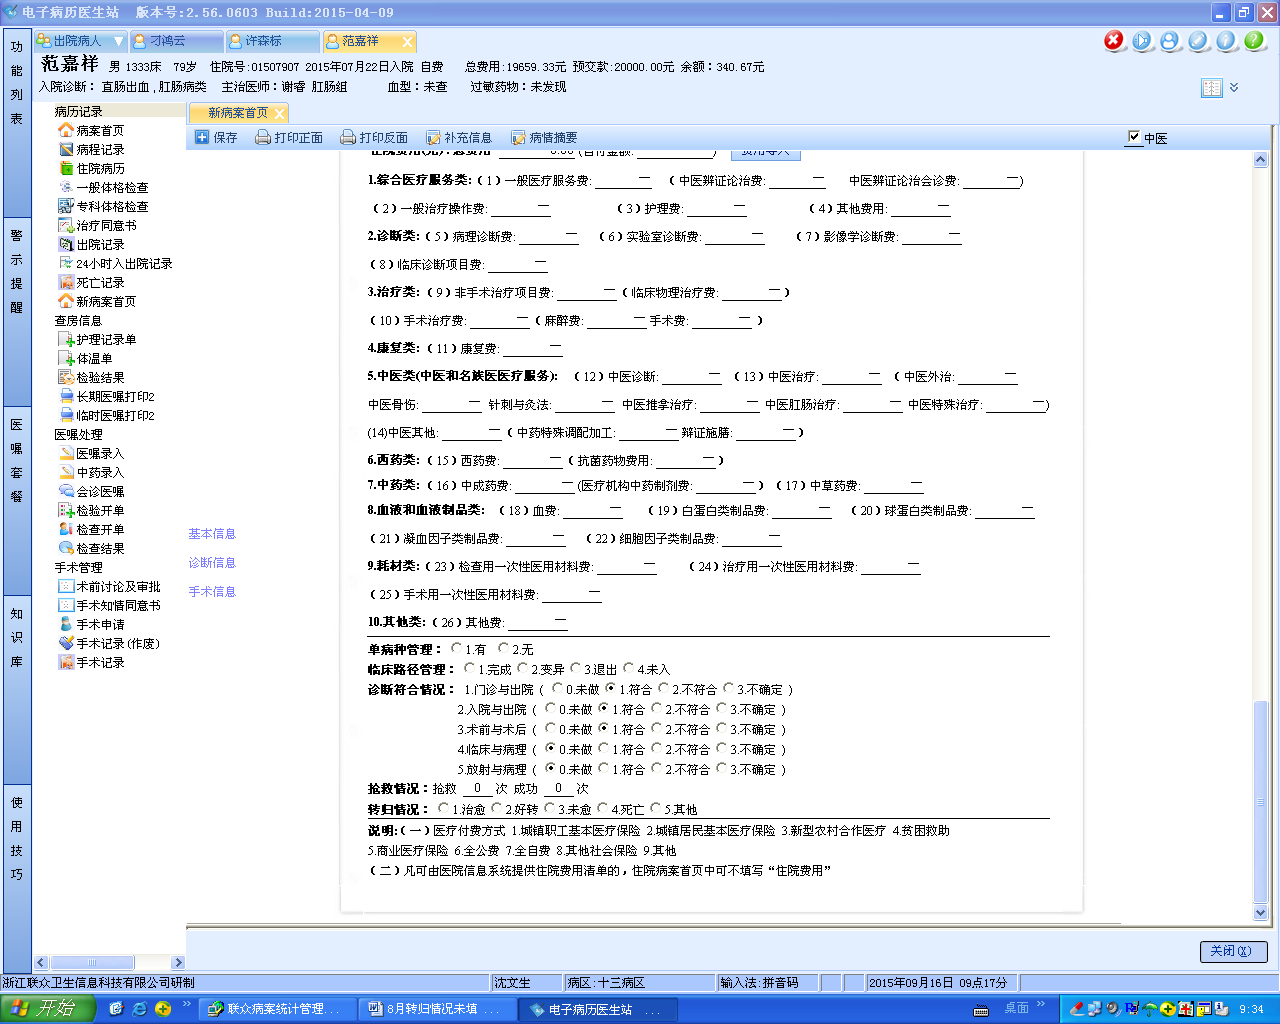 电子病历医生站 版本号:2.56.0603 Build:2015-04-09
功能列表
警示提醒
医嘱套餐
知识库
使用技巧
出院病人 刁鸿云 许森标 范嘉祥
范嘉祥 男 1333床 79岁 住院号:01507907 2015年07月22日入院 自费 总费用:19659.33元 预交款:20000.00元 余额：340.67元
入院诊断： 直肠出血，肛肠病类 主治医师：谢睿 肛肠组 血型：未查 过敏药物：未发现
病历记录
病案首页
病程记录
住院病历
一般体格检查
专科体格检查
治疗同意书
出院记录
24小时入出院记录
死亡记录
新病案首页
查房信息
护理记录单
体温单
检验结果
长期医嘱打印2
临时医嘱打印2
医嘱处理
医嘱录入
中药录入
会诊医嘱
检验开单
检查开单
检查结果
手术管理
术前讨论及审批
手术知情同意书
手术申请
手术记录(作废)
手术记录
新病案首页
保存 打印正面 打印反面 补充信息 病情摘要 中医
基本信息
诊断信息
手术信息
住院费用(元): 总费用 0.00 (自付金额: ) 费用导入
1.综合医疗服务类:（1）一般医疗服务费: — （ 中医辨证论治费: — 中医辨证论治会诊费: —)
（2）一般治疗操作费: — （3）护理费: — （4）其他费用: —
2.诊断类:（5）病理诊断费: — （6）实验室诊断费: — （7）影像学诊断费: —
（8）临床诊断项目费: —
3.治疗类:（9）非手术治疗项目费: —（ 临床物理治疗费: —）
（10）手术治疗费: —（ 麻醉费: — 手术费: — ）
4.康复类:（11）康复费: —
5.中医类(中医和名族医医疗服务): （12）中医诊断: — （13）中医治疗: — （ 中医外治: —
中医骨伤: — 针刺与灸法: — 中医推拿治疗: — 中医肛肠治疗: — 中医特殊治疗: —)
(14)中医其他: —（ 中药特殊调配加工: — 辩证施膳: —）
6.西药类:（15）西药费: —（ 抗菌药物费用: —）
7.中药类:（16）中成药费: —(医疗机构中药制剂费: —）（17）中草药费: —
8.血液和血液制品类: （18）血费: — （19）白蛋白类制品费: — （20）球蛋白类制品费: —
（21）凝血因子类制品费: — （22）细胞因子类制品费: —
9.耗材类:（23）检查用一次性医用材料费: — （24）治疗用一次性医用材料费: —
（25）手术用一次性医用材料费: —
10.其他类:（26）其他费: —
单病种管理： 1.有 2.无
临床路径管理： 1.完成 2.变异 3.退出 4.未入
诊断符合情况： 1.门诊与出院（ 0.未做 1.符合 2.不符合 3.不确定 ）
2.入院与出院（ 0.未做 1.符合 2.不符合 3.不确定 ）
3.术前与术后（ 0.未做 1.符合 2.不符合 3.不确定 ）
4.临床与病理（ 0.未做 1.符合 2.不符合 3.不确定 ）
5.放射与病理（ 0.未做 1.符合 2.不符合 3.不确定 ）
抢救情况：抢救 0 次 成功 0 次
转归情况： 1.治愈 2.好转 3.未愈 4.死亡 5.其他
说明:（一）医疗付费方式 1.城镇职工基本医疗保险 2.城镇居民基本医疗保险 3.新型农村合作医疗 4.贫困救助
5.商业医疗保险 6.全公费 7.全自费 8.其他社会保险 9.其他
（二）凡可由医院信息系统提供住院费用清单的，住院病案首页中可不填写“住院费用”
关闭(X)
浙江联众卫生信息科技有限公司研制 沈文生 病区:十三病区 输入法:拼音码 2015年09月16日 09点17分
开始 联众病案统计管理... 8月转归情况未填 ... 电子病历医生站 ... 桌面 9:34